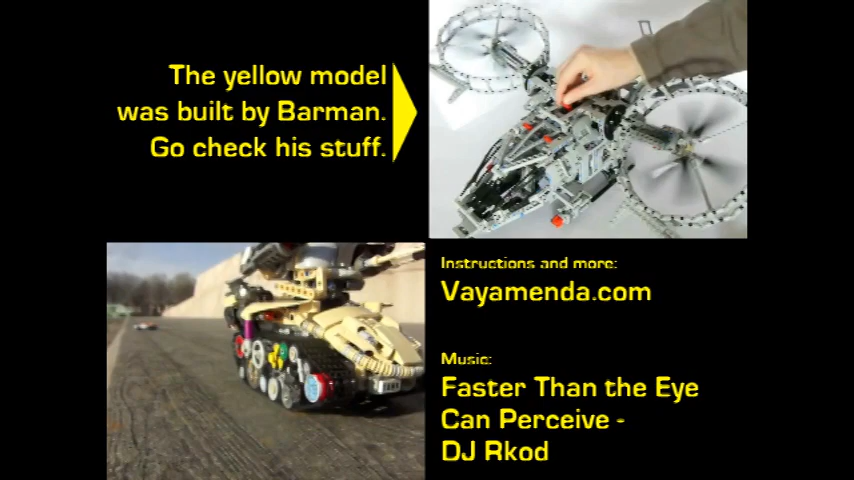 The yellow model
was built by Barman.
Go check his stuff.
Instructions and more:
Vayamenda.com
Music:
Faster Than the Eye
Can Perceive -
DJ Rkod